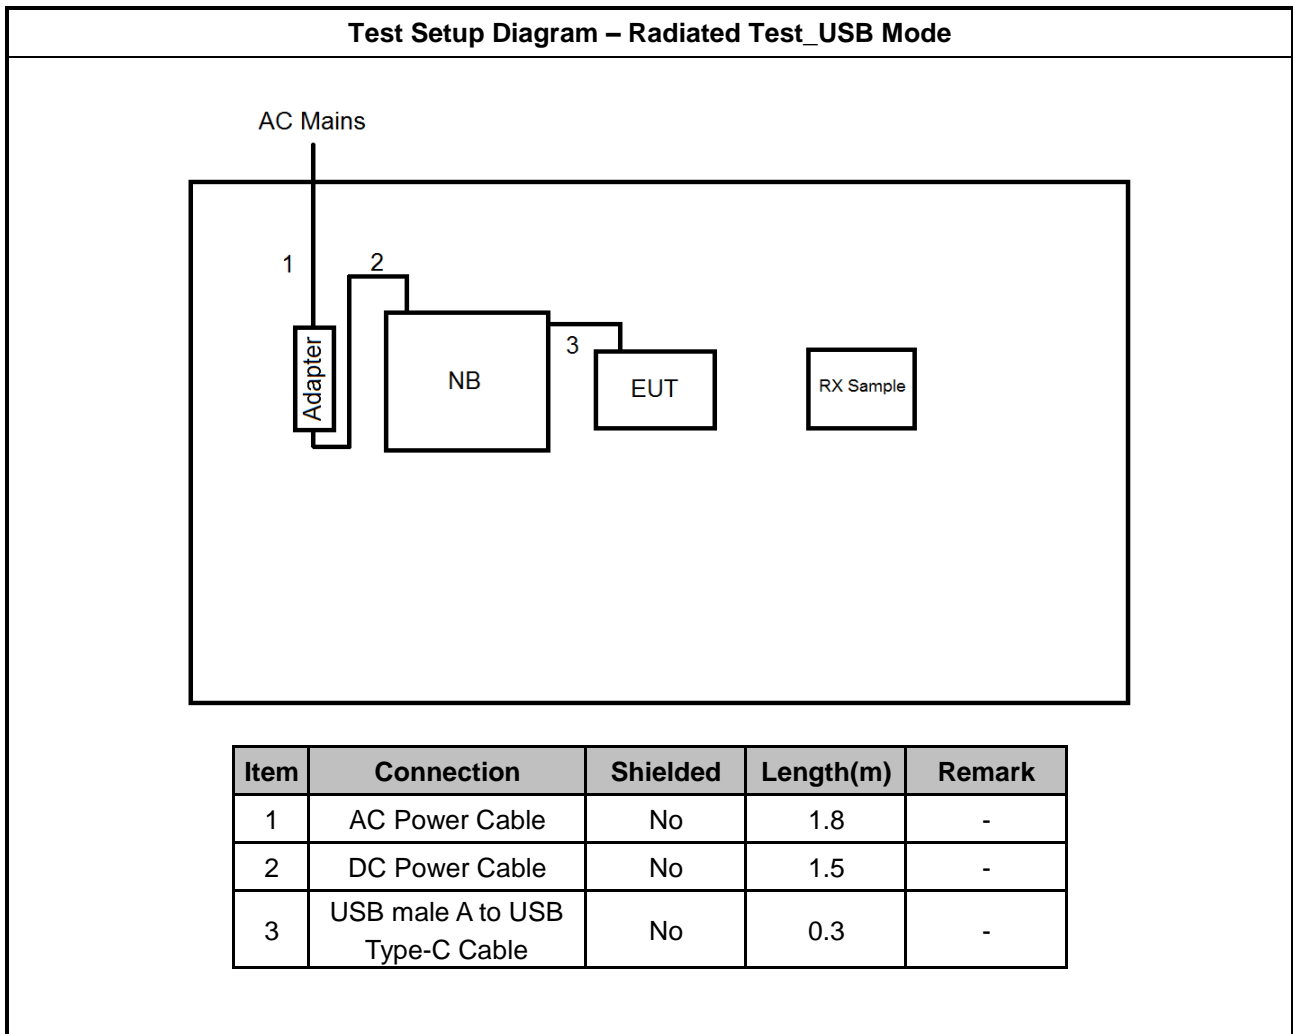 Test Setup Diagram – Radiated Test_USB Mode
AC Mains
1
2
Adapter
NB
3
EUT
RX Sample
Item Connection Shielded Length(m) Remark
1 AC Power Cable No 1.8 -
2 DC Power Cable No 1.5 -
3 USB male A to USB Type-C Cable No 0.3 -